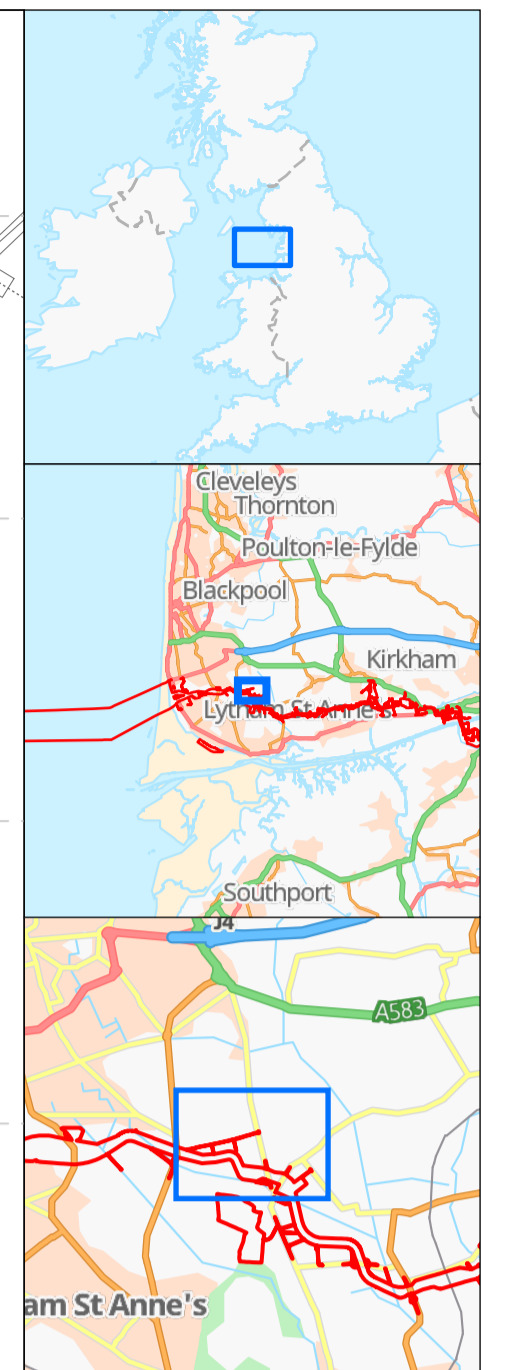 Cleveleys
Thornton
Poulton-le-Fylde
Blackpool
Kirkham
Lytham St Anne's
Southport
J4
A583
am St Anne's